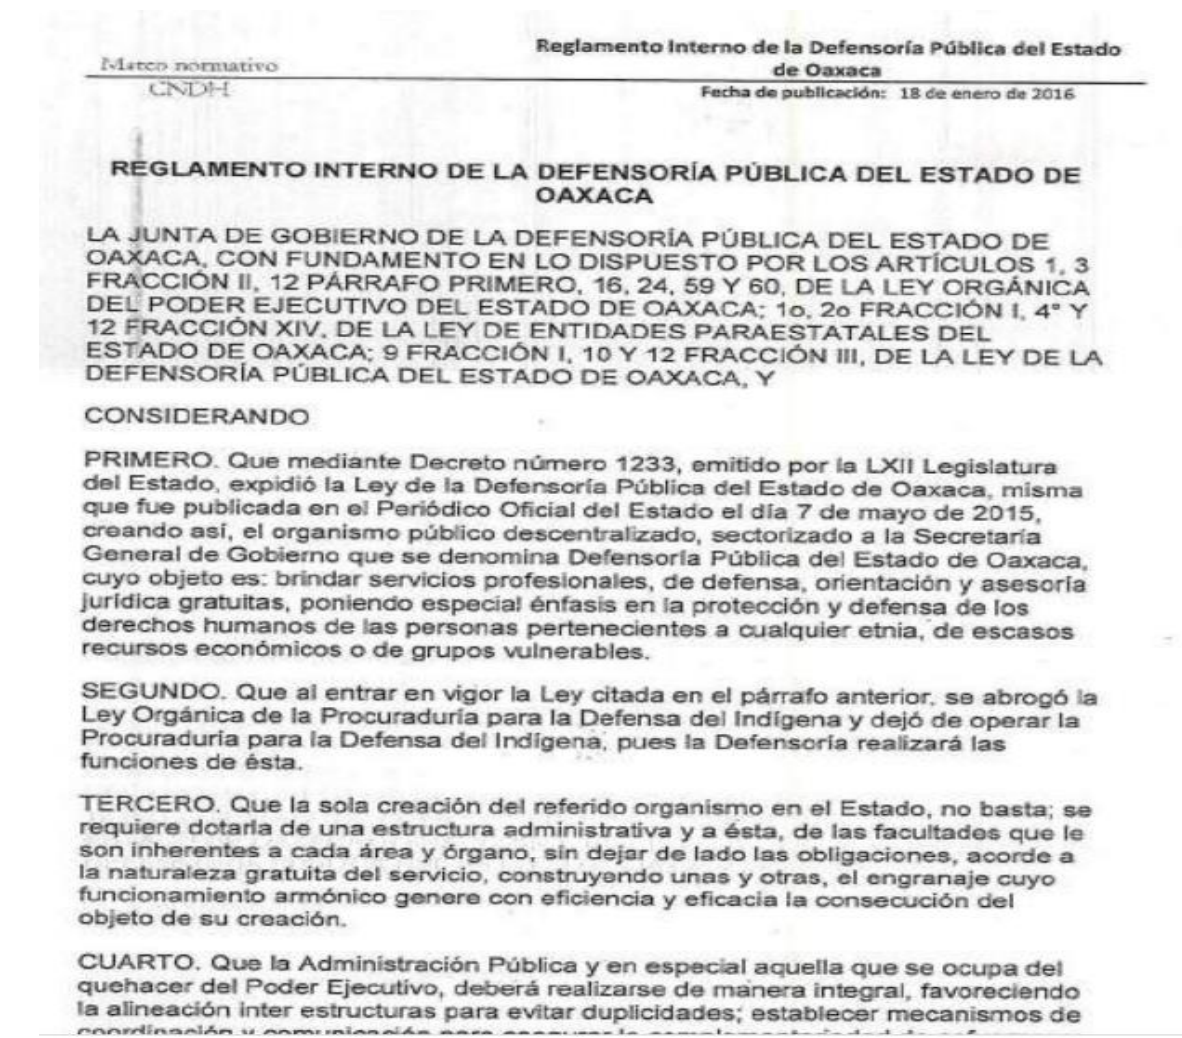 Reglamento Interno de la Defensoría Pública del Estado
de Oaxaca
Marco normativo
CNDH
Fecha de publicación: 18 de enero de 2016
REGLAMENTO INTERNO DE LA DEFENSORÍA PÚBLICA DEL ESTADO DE
OAXACA
LA JUNTA DE GOBIERNO DE LA DEFENSORÍA PÚBLICA DEL ESTADO DE
OAXACA, CON FUNDAMENTO EN LO DISPUESTO POR LOS ARTÍCULOS 1, 3
FRACCIÓN II, 12 PÁRRAFO PRIMERO, 16, 24, 59 Y 60, DE LA LEY ORGÁNICA
DEL PODER EJECUTIVO DEL ESTADO DE OAXACA; 1o, 2o FRACCIÓN I, 4° Y
12 FRACCIÓN XIV, DE LA LEY DE ENTIDADES PARAESTATALES DEL
ESTADO DE OAXACA; 9 FRACCIÓN I, 10 Y 12 FRACCIÓN III, DE LA LEY DE LA
DEFENSORÍA PÚBLICA DEL ESTADO DE OAXACA, Y
CONSIDERANDO
PRIMERO. Que mediante Decreto número 1233, emitido por la LXII Legislatura
del Estado, expidió la Ley de la Defensoría Pública del Estado de Oaxaca, misma
que fue publicada en el Periódico Oficial del Estado el día 7 de mayo de 2015,
creando así, el organismo público descentralizado, sectorizado a la Secretaría
General de Gobierno que se denomina Defensoría Pública del Estado de Oaxaca,
cuyo objeto es: brindar servicios profesionales, de defensa, orientación y asesoría
jurídica gratuitas, poniendo especial énfasis en la protección y defensa de los
derechos humanos de las personas pertenecientes a cualquier etnia, de escasos
recursos económicos o de grupos vulnerables.
SEGUNDO. Que al entrar en vigor la Ley citada en el párrafo anterior, se abrogó la
Ley Orgánica de la Procuraduría para la Defensa del Indígena y dejó de operar la
Procuraduría para la Defensa del Indígena, pues la Defensoría realizará las
funciones de ésta.
TERCERO. Que la sola creación del referido organismo en el Estado, no basta; se
requiere dotarla de una estructura administrativa y a ésta, de las facultades que le
son inherentes a cada área y órgano, sin dejar de lado las obligaciones, acorde a
la naturaleza gratuita del servicio, construyendo unas y otras, el engranaje cuyo
funcionamiento armónico genere con eficiencia y eficacia la consecución del
objeto de su creación.
CUARTO. Que la Administración Pública y en especial aquella que se ocupa del
quehacer del Poder Ejecutivo, deberá realizarse de manera integral, favoreciendo
la alineación inter estructuras para evitar duplicidades; establecer mecanismos de
coordinación y comunicación para